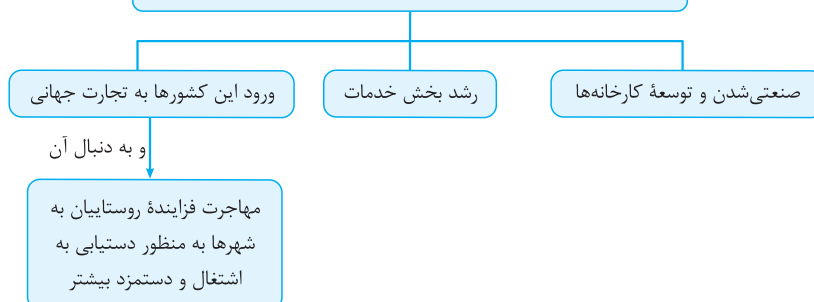 صنعتی‌شدن و توسعهٔ کارخانه‌ها
رشد بخش خدمات
ورود این کشورها به تجارت جهانی
و به دنبال آن
مهاجرت فزایندهٔ روستاییان به
شهرها به منظور دستیابی به
اشتغال و دستمزد بیشتر